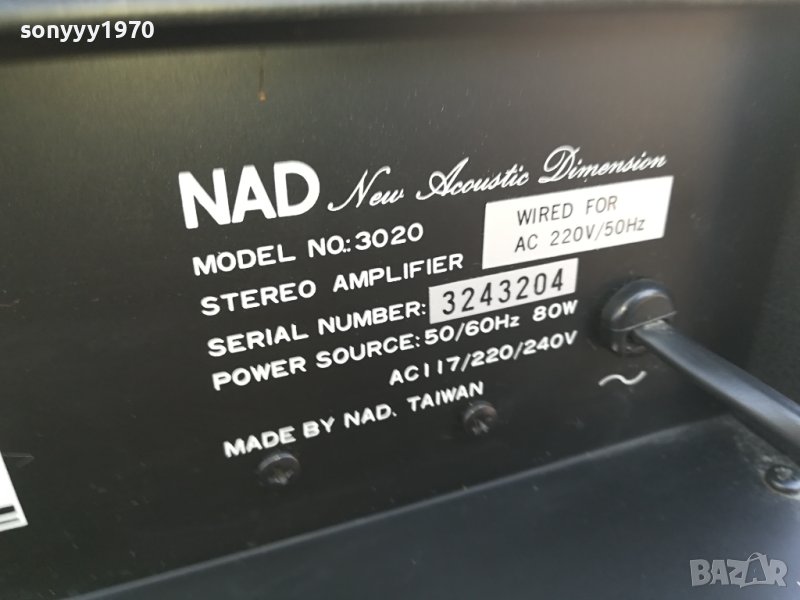 sonyyy1970
NAD New Acoustic Dimension
MODEL NO.: 3020
STEREO AMPLIFIER
WIRED FOR
AC 220V/50Hz
SERIAL NUMBER: 3243204
POWER SOURCE: 50/60Hz 80W
AC117/220/240V
MADE BY NAD. TAIWAN
BAZAR